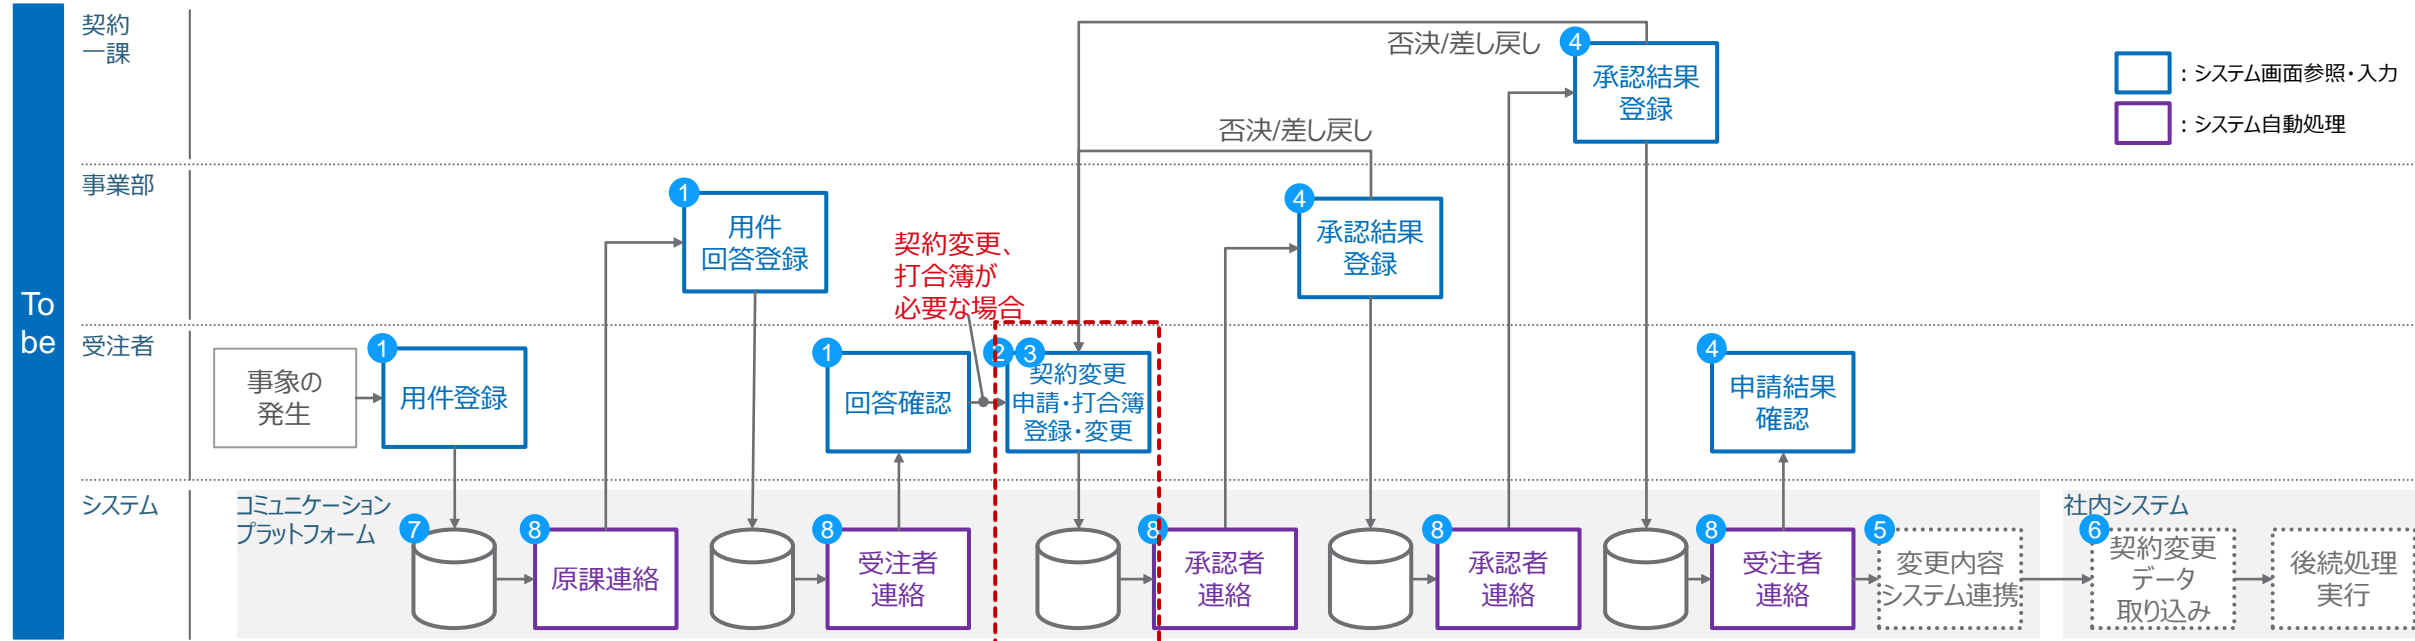 To
be
契約
一課
否決/差し戻し
4
承認結果
登録
否決/差し戻し
：システム画面参照・入力
：システム自動処理
事業部
1
用件
回答登録
契約変更、
打合簿が
必要な場合
4
承認結果
登録
受注者
事象の
発生
1
用件登録
1
回答確認
2
3
契約変更
申請・打合簿
登録・変更
4
申請結果
確認
システム
コミュニケーション
プラットフォーム
7
8
原課連絡
8
受注者
連絡
8
承認者
連絡
8
承認者
連絡
8
受注者
連絡
5
変更内容
システム連携
社内システム
6
契約変更
データ
取り込み
後続処理
実行